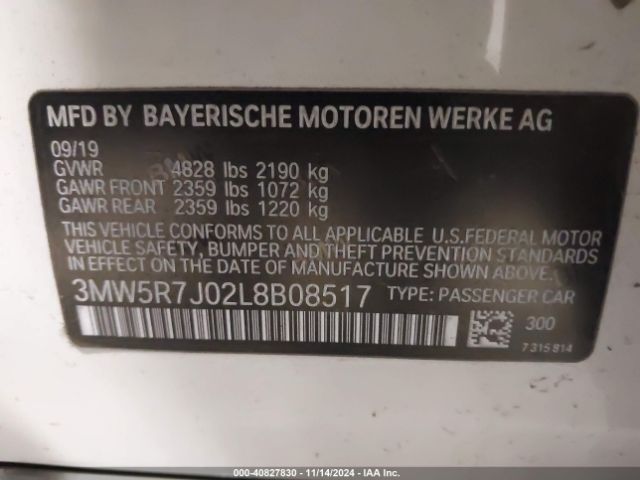 MFD BY BAYERISCHE MOTOREN WERKE AG
09/19
GVWR 4828 lbs 2190 kg
GAWR FRONT 2359 lbs 1072 kg
GAWR REAR 2359 lbs 1220 kg
THIS VEHICLE CONFORMS TO ALL APPLICABLE U.S.FEDERAL MOTOR
VEHICLE SAFETY, BUMPER AND THEFT PREVENTION STANDARDS
IN EFFECT ON THE DATE OF MANUFACTURE SHOWN ABOVE.
3MW5R7J02L8B08517 TYPE: PASSENGER CAR
300
7 315 814
000-40827830 - 11/14/2024 - IAA Inc.